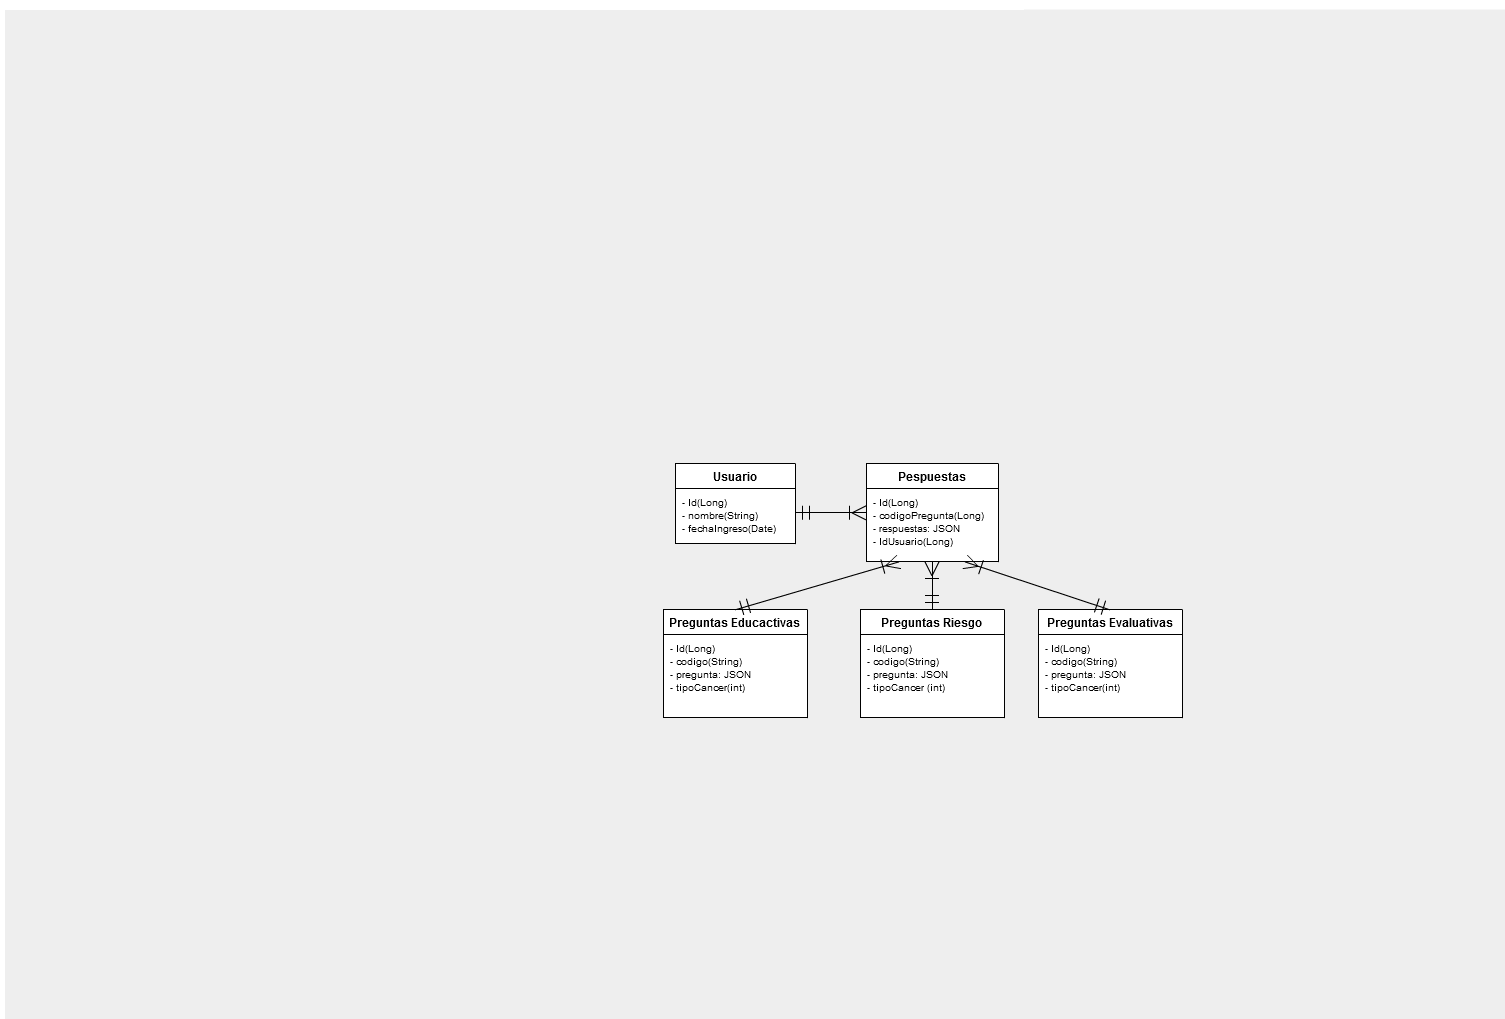 Usuario
- Id(Long)
- nombre(String)
- fechaIngreso(Date)
Pespuestas
- Id(Long)
- codigoPregunta(Long)
- respuestas: JSON
- IdUsuario(Long)
Preguntas Educactivas
- Id(Long)
- codigo(String)
- pregunta: JSON
- tipoCancer(int)
Preguntas Riesgo
- Id(Long)
- codigo(String)
- pregunta: JSON
- tipoCancer (int)
Preguntas Evaluativas
- Id(Long)
- codigo(String)
- pregunta: JSON
- tipoCancer(int)